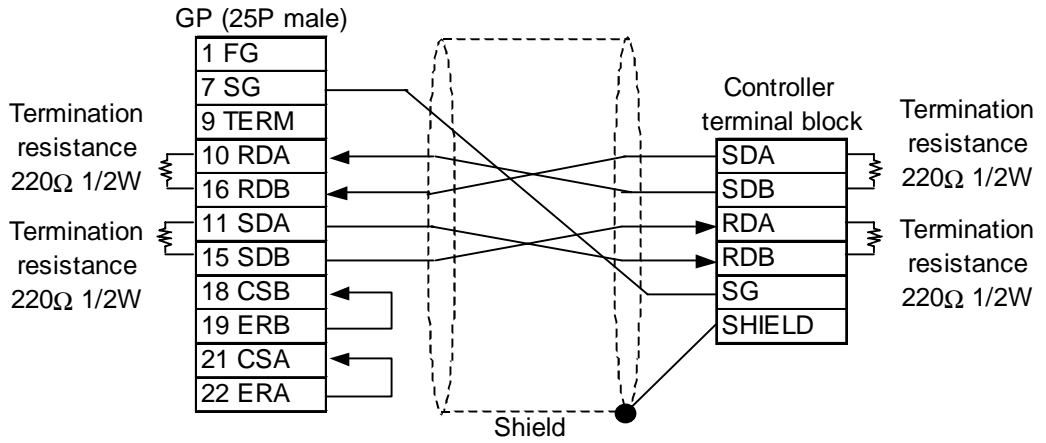 GP (25P male)
1 FG
7 SG
9 TERM
10 RDA
16 RDB
11 SDA
15 SDB
18 CSB
19 ERB
21 CSA
22 ERA
Termination
resistance
220Ω 1/2W
Termination
resistance
220Ω 1/2W
Shield
Controller
terminal block
SDA
SDB
RDA
RDB
SG
SHIELD
Termination
resistance
220Ω 1/2W
Termination
resistance
220Ω 1/2W